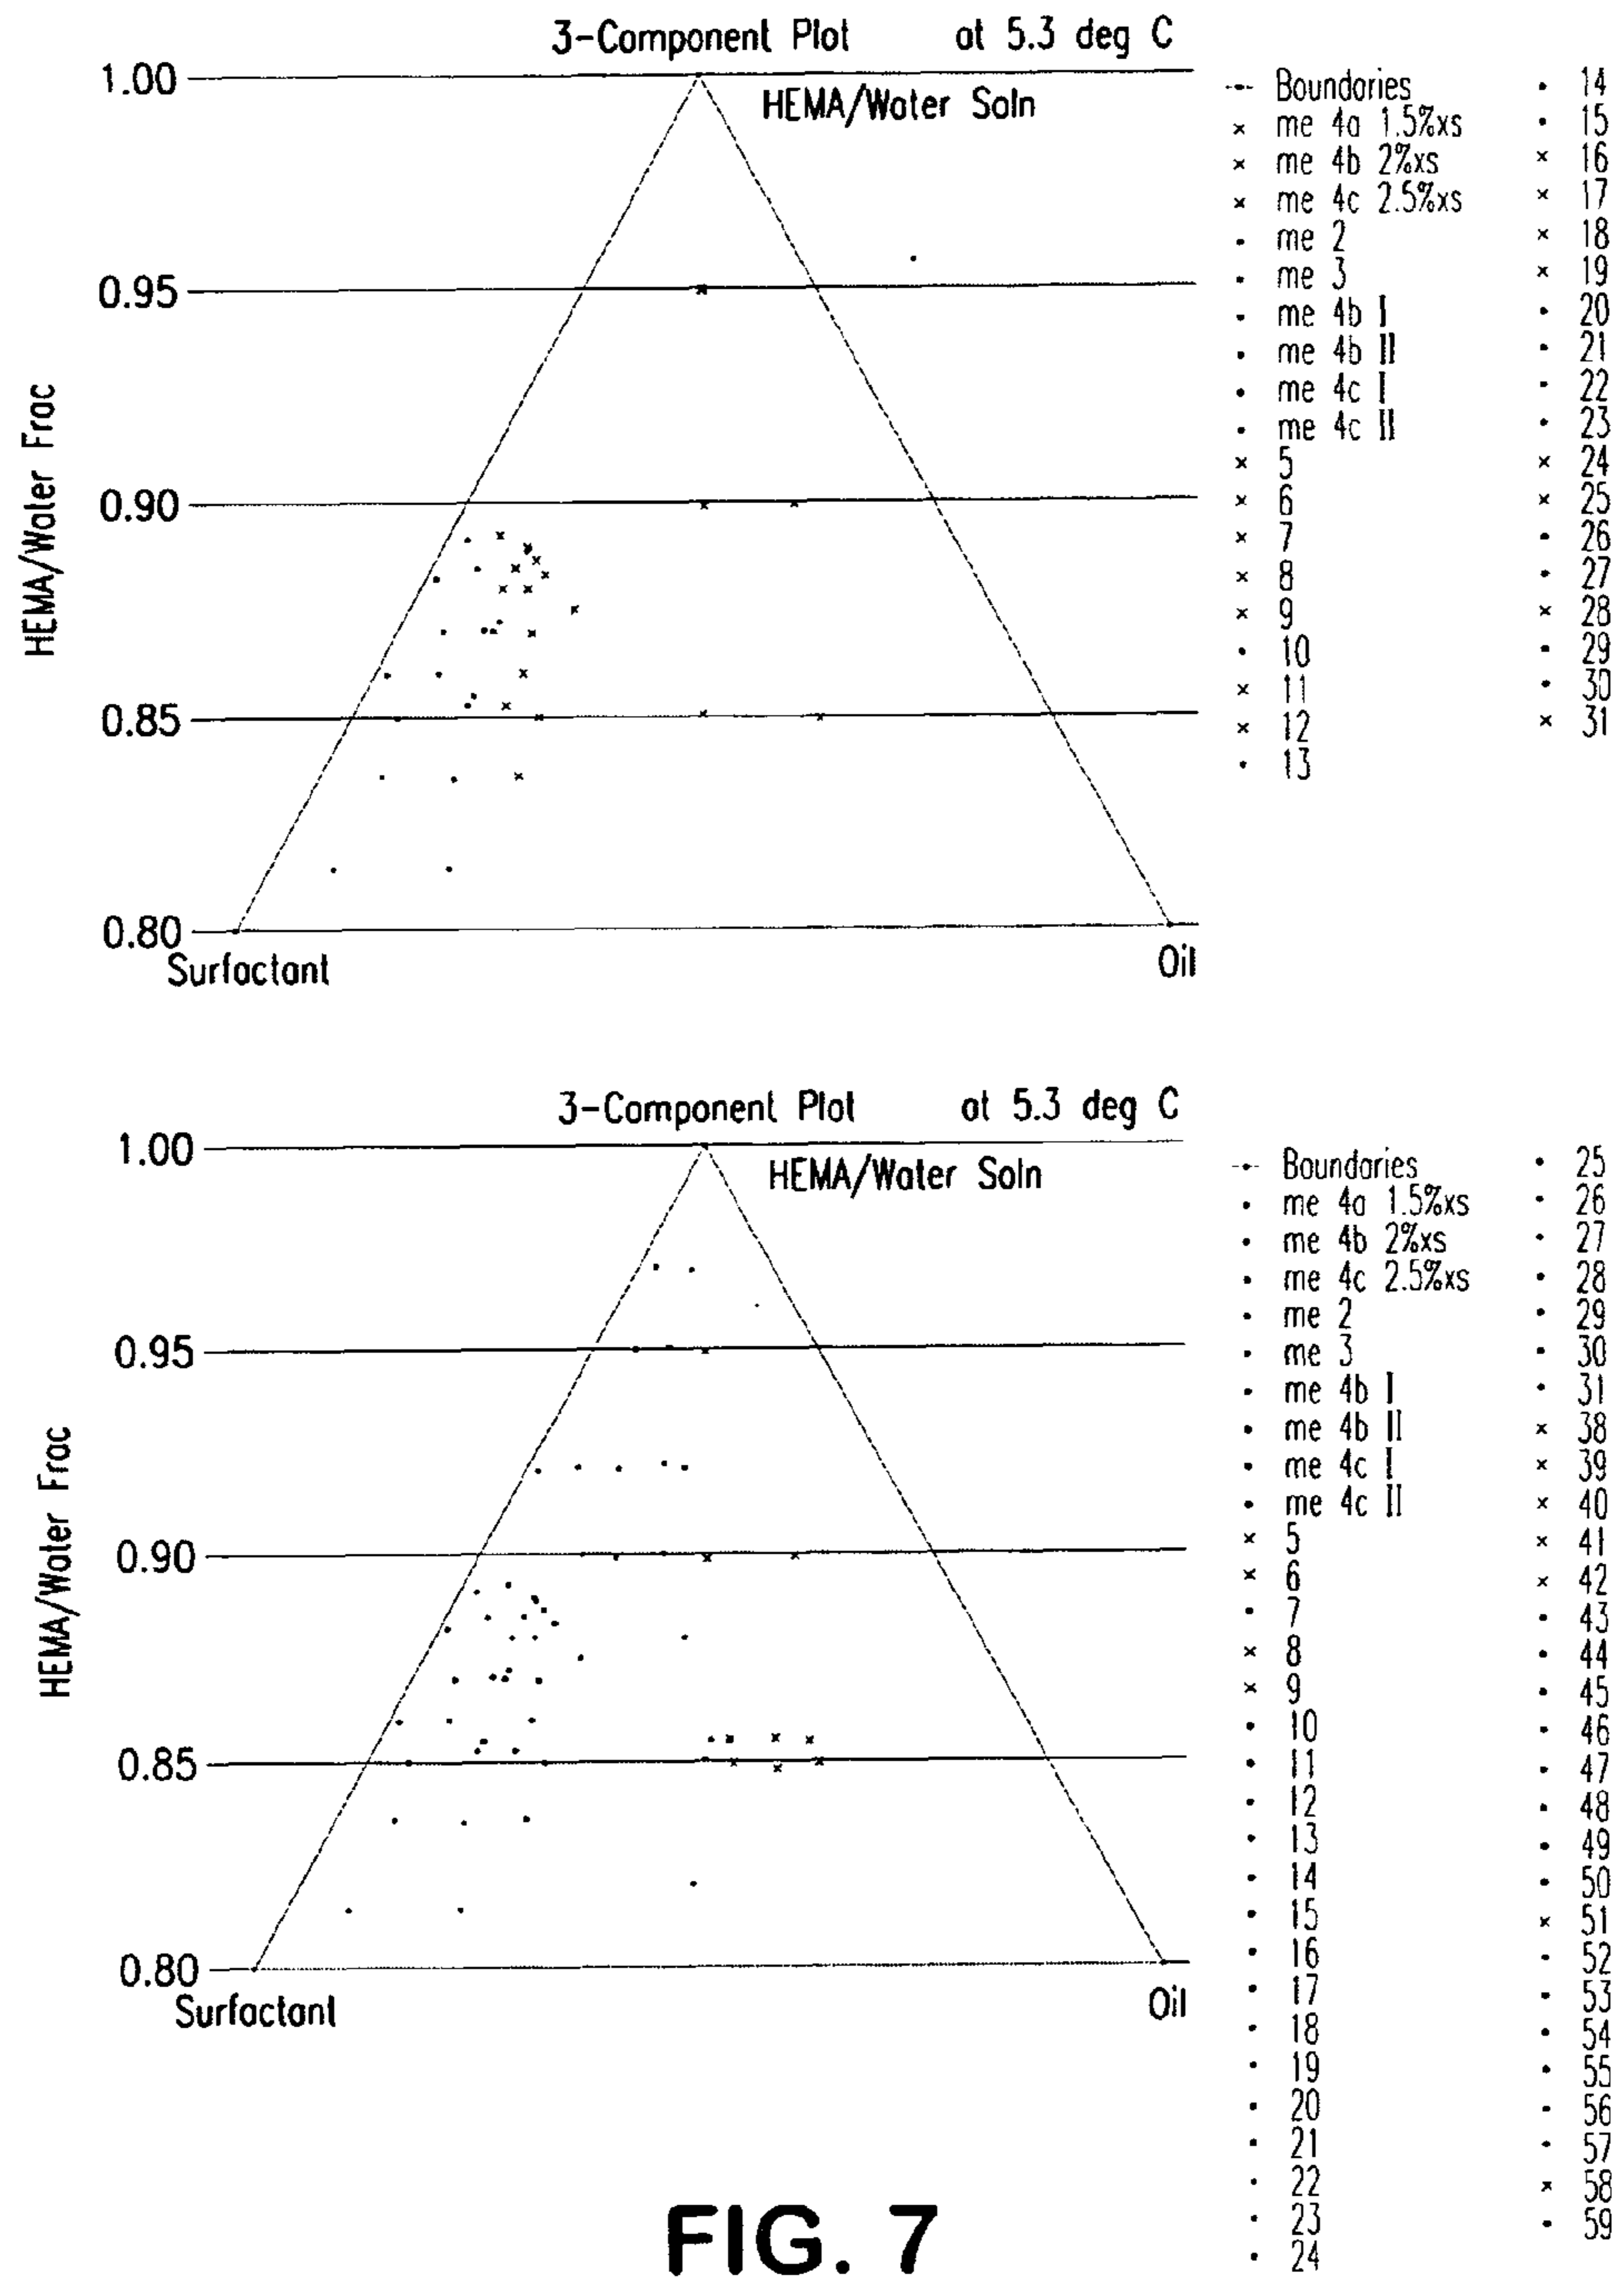 3-Component Plot at 5.3 deg C
1.00
HEMA/Water Soln
0.95
0.90
0.85
0.80
HEMA/Water Frac
Surfactant
Oil
Boundaries
me 4a 1.5%xs
me 4b 2%xs
me 4c 2.5%xs
me 2
me 3
me 4b I
me 4b II
me 4c I
me 4c II
5
6
7
8
9
10
11
12
13
14
15
16
17
18
19
20
21
22
23
24
25
26
27
28
29
30
31
3-Component Plot at 5.3 deg C
1.00
HEMA/Water Soln
0.95
0.90
0.85
0.80
HEMA/Water Frac
Surfactant
Oil
Boundaries
me 4a 1.5%xs
me 4b 2%xs
me 4c 2.5%xs
me 2
me 3
me 4b I
me 4b II
me 4c I
me 4c II
5
6
7
8
9
10
11
12
13
14
15
16
17
18
19
20
21
22
23
24
25
26
27
28
29
30
31
38
39
40
41
42
43
44
45
46
47
48
49
50
51
52
53
54
55
56
57
58
59
FIG. 7